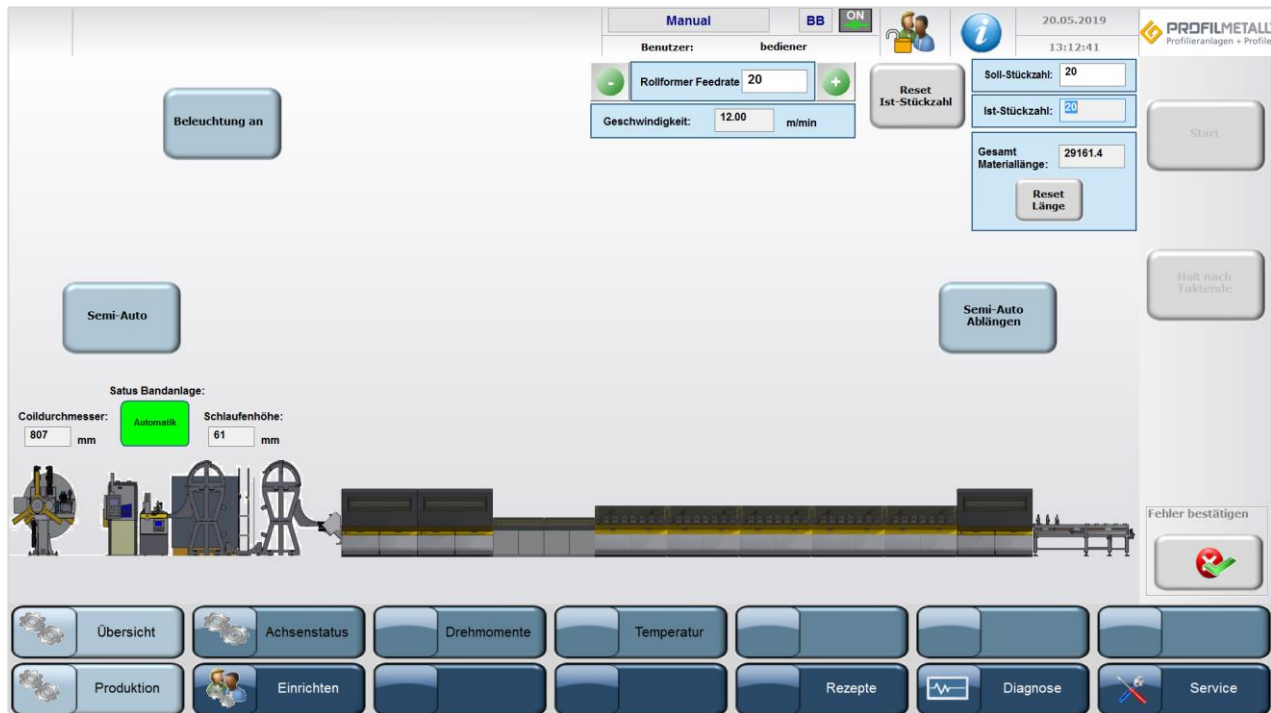 Manual
BB
ON
20.05.2019
PROFILMETALL
Profilieranlagen + Profile
Benutzer: bediener
13:12:41
Rollformer Feedrate 20
Geschwindigkeit: 12.00 m/min
Reset
Ist-Stückzahl
Soll-Stückzahl: 20
Ist-Stückzahl: 20
Gesamt
Materiallänge: 29161.4
Reset
Länge
Beleuchtung an
Start
Semi-Auto
Semi-Auto
Ablängen
Halt nach
Taktende
Satus Bandanlage:
Coildurchmesser:
807 mm
Automatik
Schlaufenhöhe:
61 mm
Fehler bestätigen
Übersicht
Achsenstatus
Drehmomente
Temperatur
Produktion
Einrichten
Rezepte
Diagnose
Service